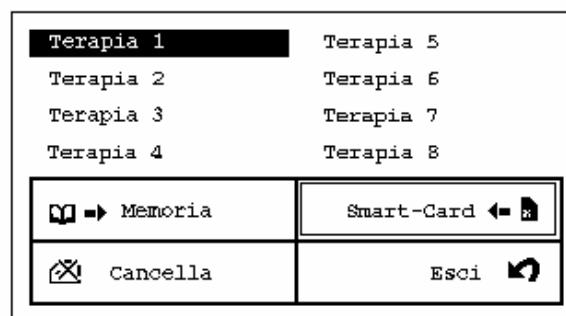 Terapia 1
Terapia 2
Terapia 3
Terapia 4
Terapia 5
Terapia 6
Terapia 7
Terapia 8
Memoria
Smart-Card
Cancella
Esci